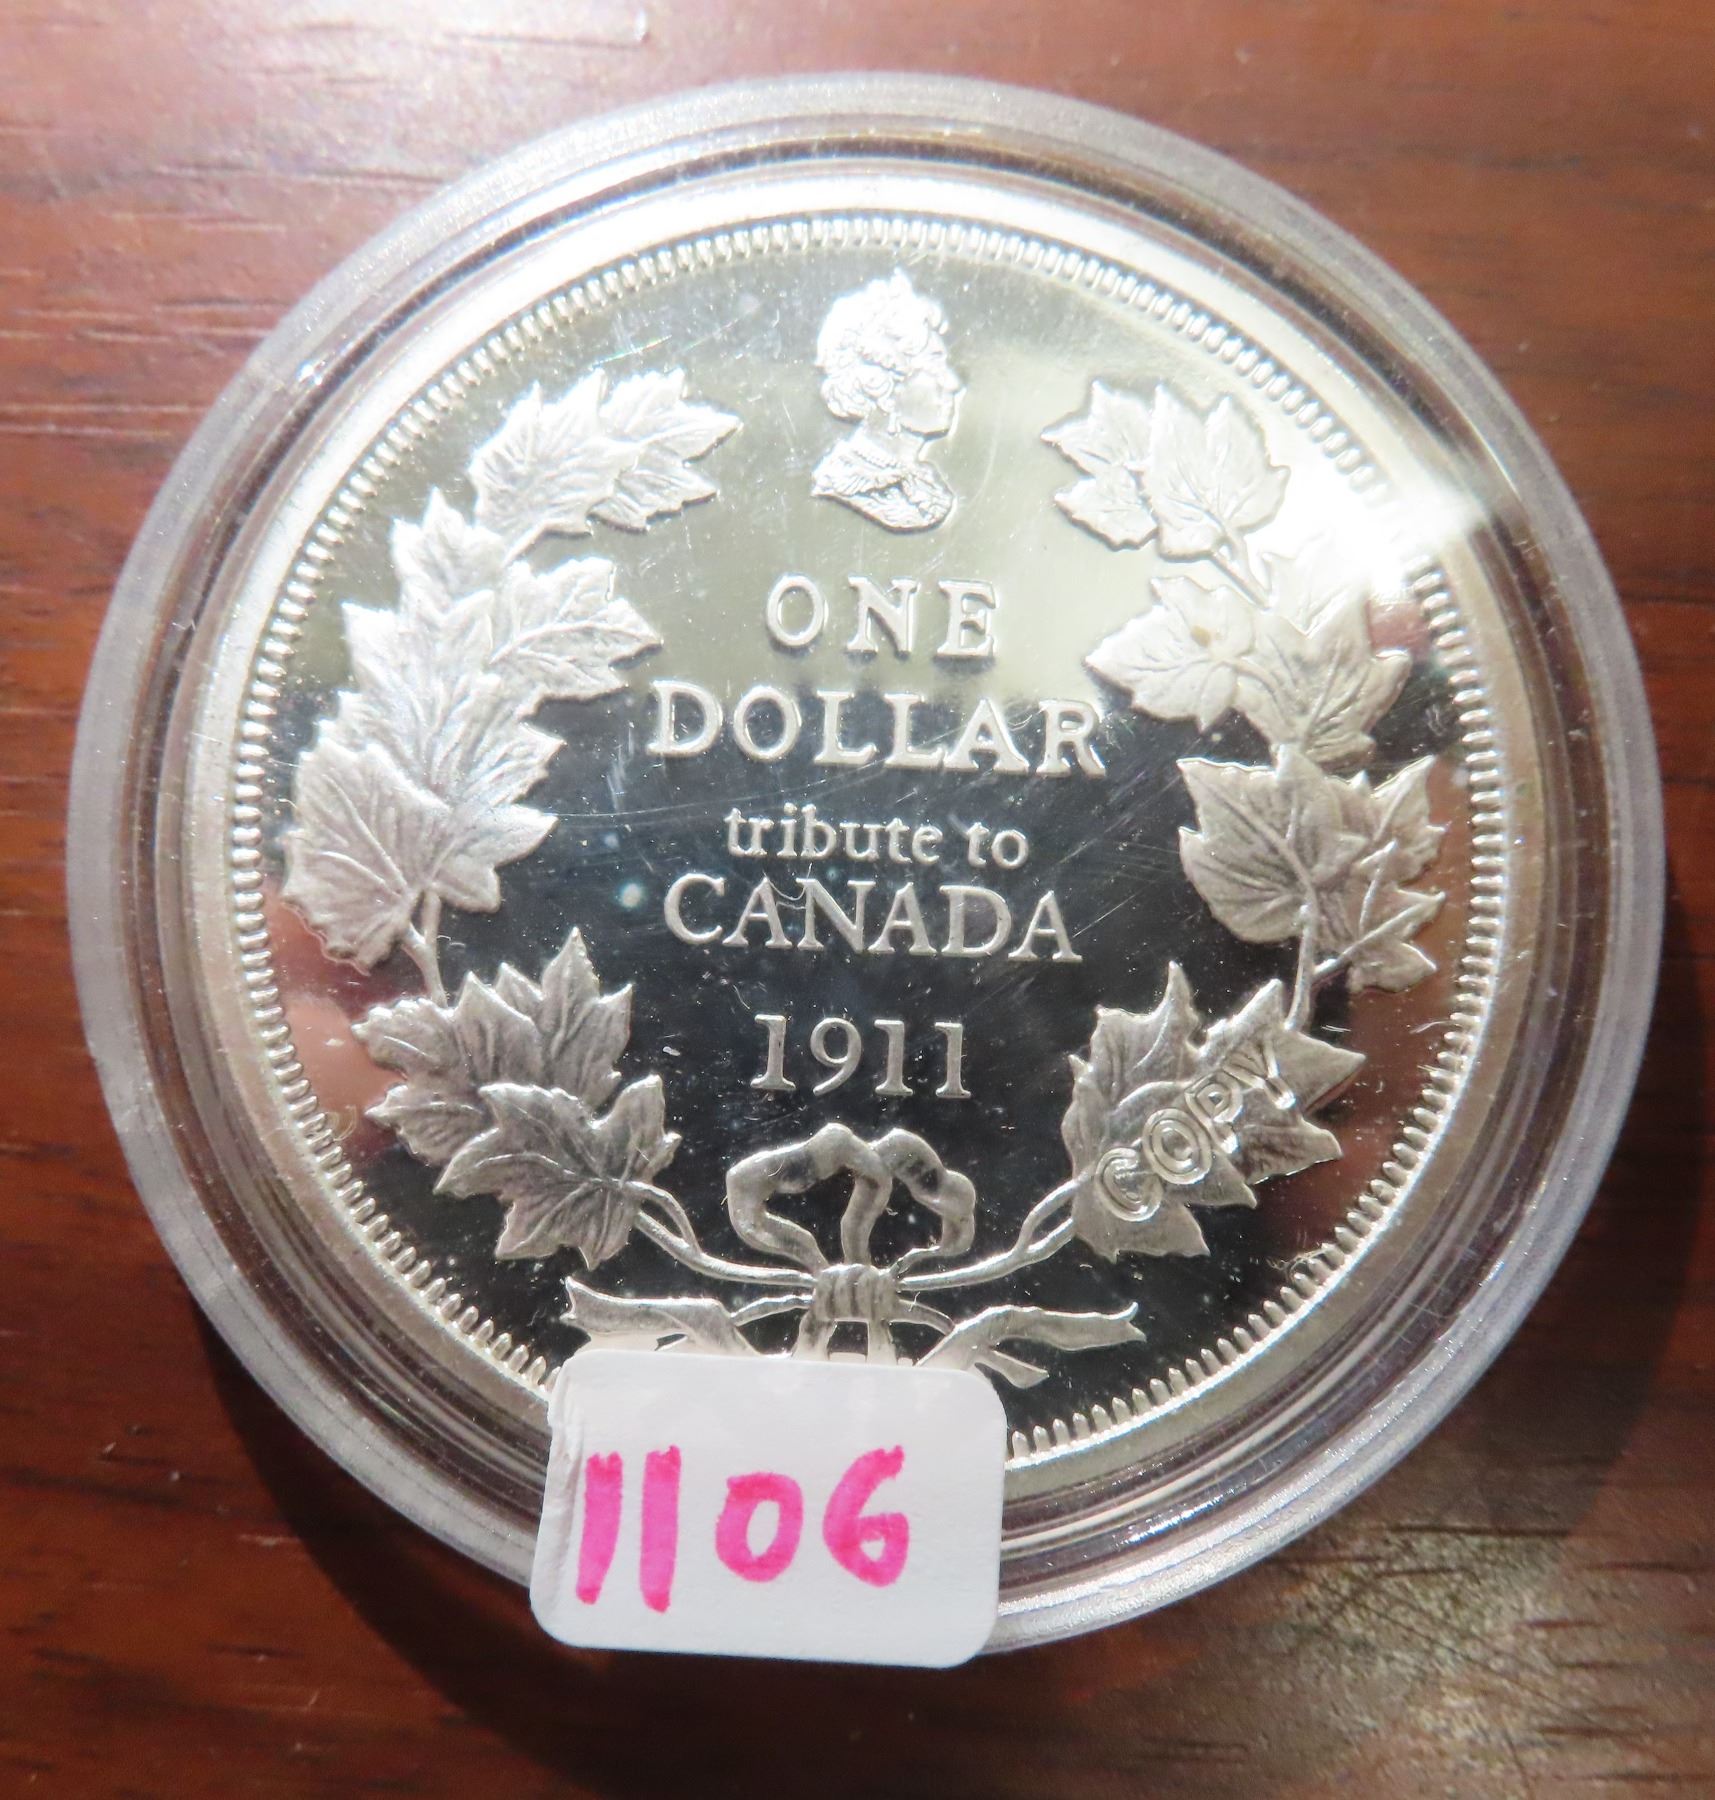 ONE
DOLLAR
tribute to
CANADA
1911
COPY
1106